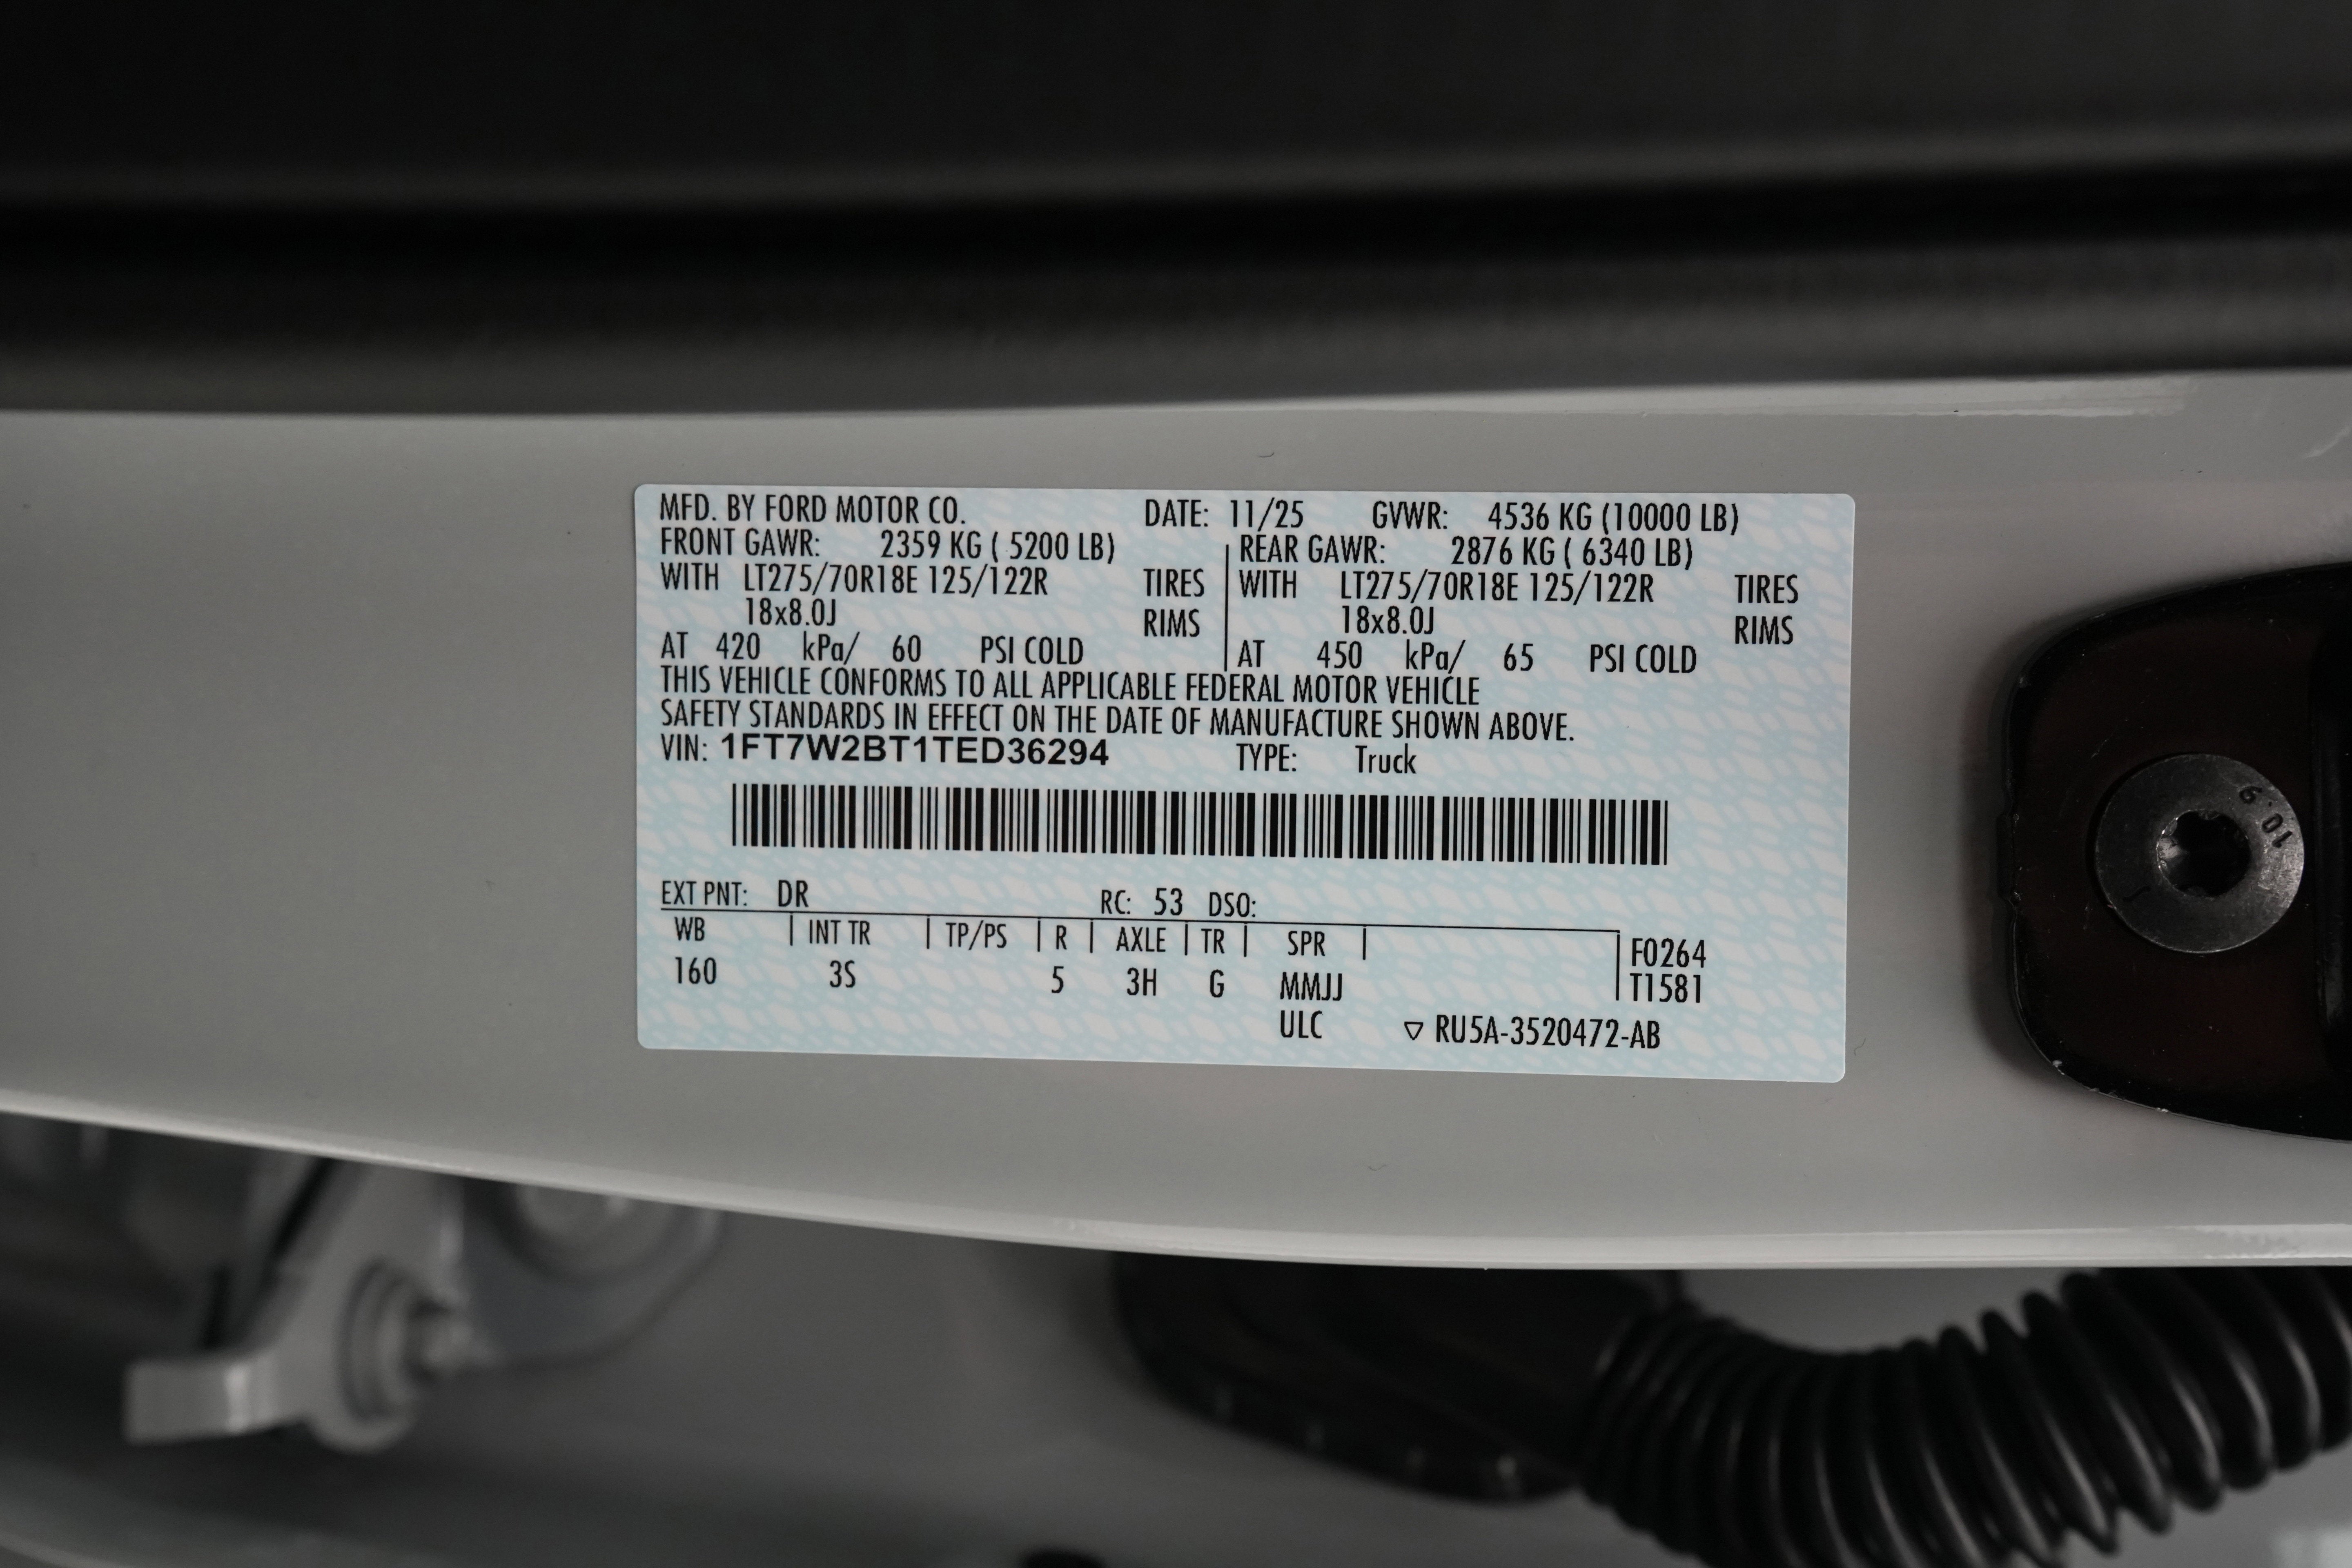 MFD. BY FORD MOTOR CO. DATE: 11/25 GVWR: 4536 KG (10000 LB)
FRONT GAWR: 2359 KG ( 5200 LB) REAR GAWR: 2876 KG ( 6340 LB)
WITH LT275/70R18E 125/122R TIRES WITH LT275/70R18E 125/122R TIRES
18x8.0J RIMS 18x8.0J RIMS
AT 420 kPa/ 60 PSI COLD AT 450 kPa/ 65 PSI COLD
THIS VEHICLE CONFORMS TO ALL APPLICABLE FEDERAL MOTOR VEHICLE
SAFETY STANDARDS IN EFFECT ON THE DATE OF MANUFACTURE SHOWN ABOVE.
VIN: 1FT7W2BT1TED36294 TYPE: Truck
EXT PNT: DR RC: 53 DSO:
WB INT TR TP/PS R AXLE TR SPR F0264
160 3S 5 3H G MMJJ T1581
ULC ▽ RU5A-3520472-AB
10.9